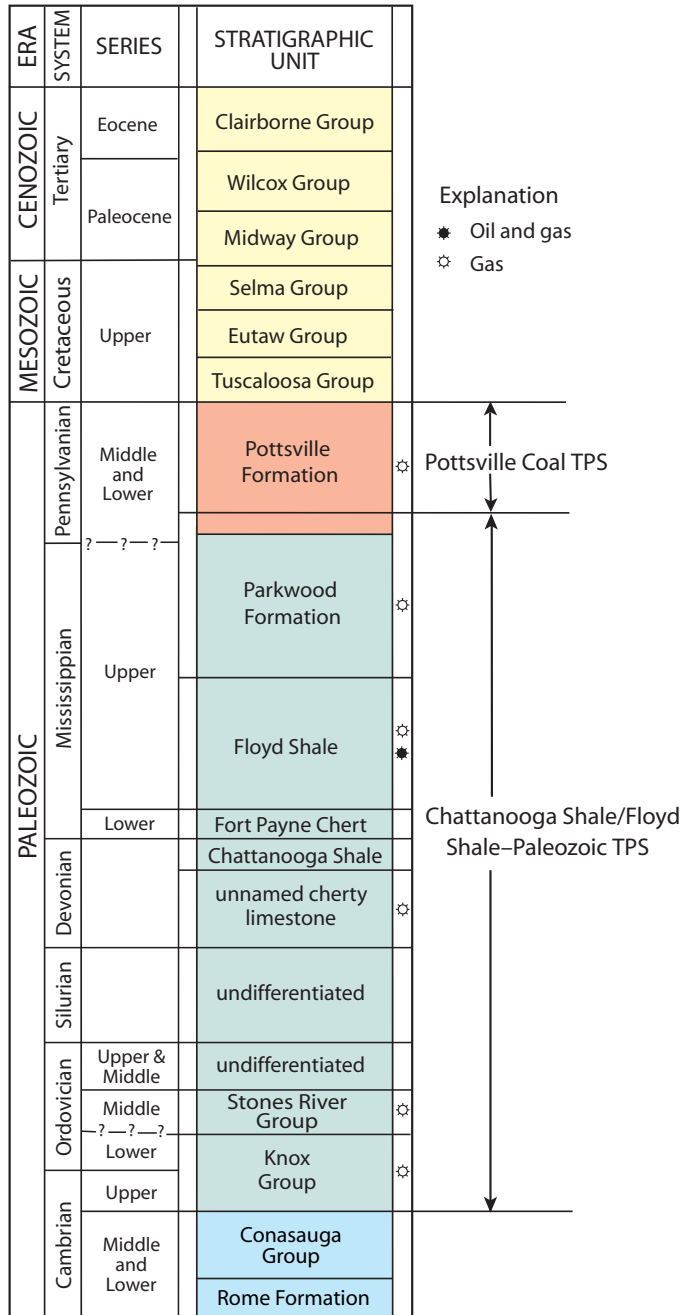 ERA
SYSTEM
SERIES
STRATIGRAPHIC
UNIT
CENOZOIC
Tertiary
Eocene
Paleocene
Clairborne Group
Wilcox Group
Midway Group
MESOZOIC
Cretaceous
Upper
Selma Group
Eutaw Group
Tuscaloosa Group
PALEOZOIC
Pennsylvanian
Middle
and
Lower
Pottsville
Formation
? — ? — ?
Mississippian
Upper
Parkwood
Formation
Floyd Shale
Lower
Fort Payne Chert
Devonian
Chattanooga Shale
unnamed cherty
limestone
Silurian
undifferentiated
Ordovician
Upper &
Middle
undifferentiated
Middle
Stones River
Group
? — ? — ?
Lower
Knox
Group
Cambrian
Upper
Middle
and
Lower
Conasauga
Group
Rome Formation
Explanation
Oil and gas
Gas
Pottsville Coal TPS
Chattanooga Shale/Floyd
Shale–Paleozoic TPS